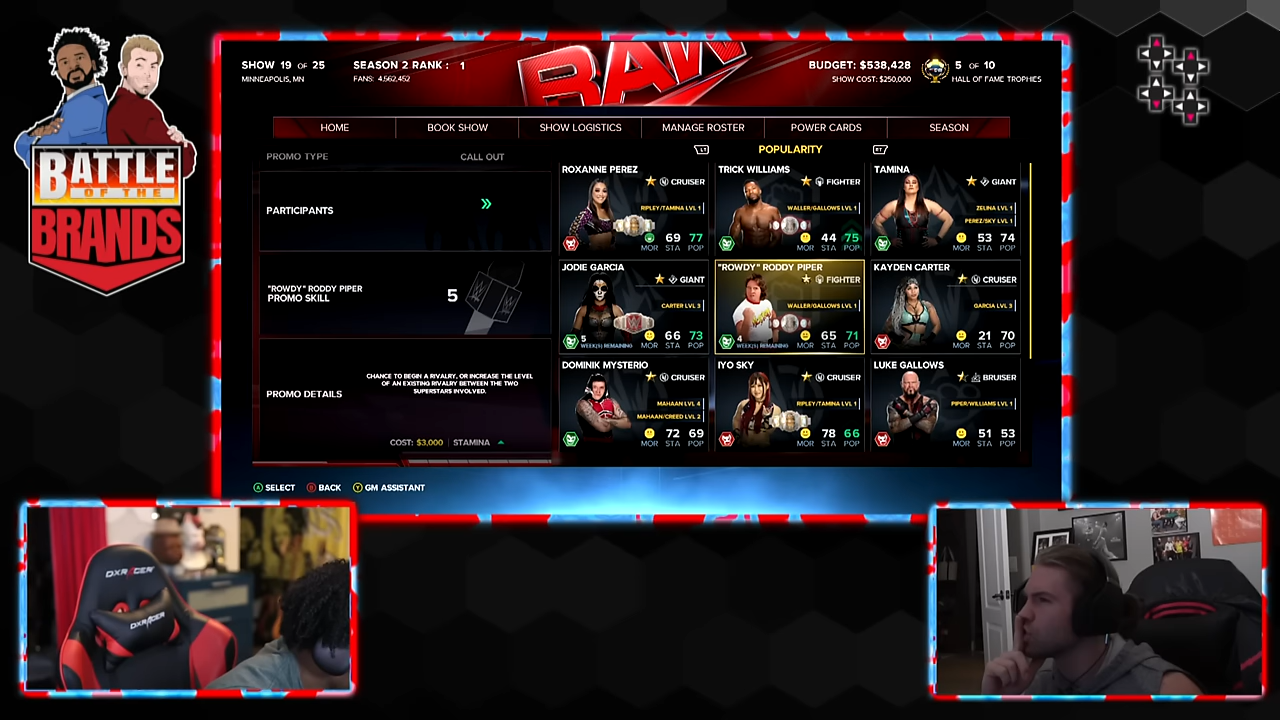 SHOW 19 OF 25
MINNEAPOLIS, MN
SEASON 2 RANK : 1
FANS: 4,562,452
RAW
BUDGET: $538,428
SHOW COST: $250,000
5 OF 10
HALL OF FAME TROPHIES
HOME
BOOK SHOW
SHOW LOGISTICS
MANAGE ROSTER
POWER CARDS
SEASON
BATTLE
OF THE
BRANDS
PROMO TYPE
CALL OUT
PARTICIPANTS
"ROWDY" RODDY PIPER
PROMO SKILL
5
PROMO DETAILS
CHANCE TO BEGIN A RIVALRY, OR INCREASE THE LEVEL
OF AN EXISTING RIVALRY BETWEEN THE TWO
SUPERSTARS INVOLVED.
COST: $3,000 | STAMINA
LT
POPULARITY
RT
ROXANNE PEREZ
CRUISER
RIPLEY/TAMINA LVL 1
69 77
MOR STA POP
TRICK WILLIAMS
FIGHTER
WALLER/GALLOWS LVL 1
44 75
MOR STA POP
TAMINA
GIANT
ZELINA LVL 1
PEREZ/SKY LVL 1
53 74
MOR STA POP
JODIE GARCIA
GIANT
CARTER LVL 3
5
WEEK(S) REMAINING
66 73
MOR STA POP
"ROWDY" RODDY PIPER
FIGHTER
WALLER/GALLOWS LVL 1
4
WEEK(S) REMAINING
65 71
MOR STA POP
KAYDEN CARTER
CRUISER
GARCIA LVL 3
21 70
MOR STA POP
DOMINIK MYSTERIO
CRUISER
MAHAAN LVL 4
MAHAAN/CREED LVL 2
72 69
MOR STA POP
IYO SKY
CRUISER
RIPLEY/TAMINA LVL 1
78 66
MOR STA POP
LUKE GALLOWS
BRUISER
PIPER/WILLIAMS LVL 1
51 53
MOR STA POP
A SELECT
B BACK
Y GM ASSISTANT
DXRACER
DXRACER